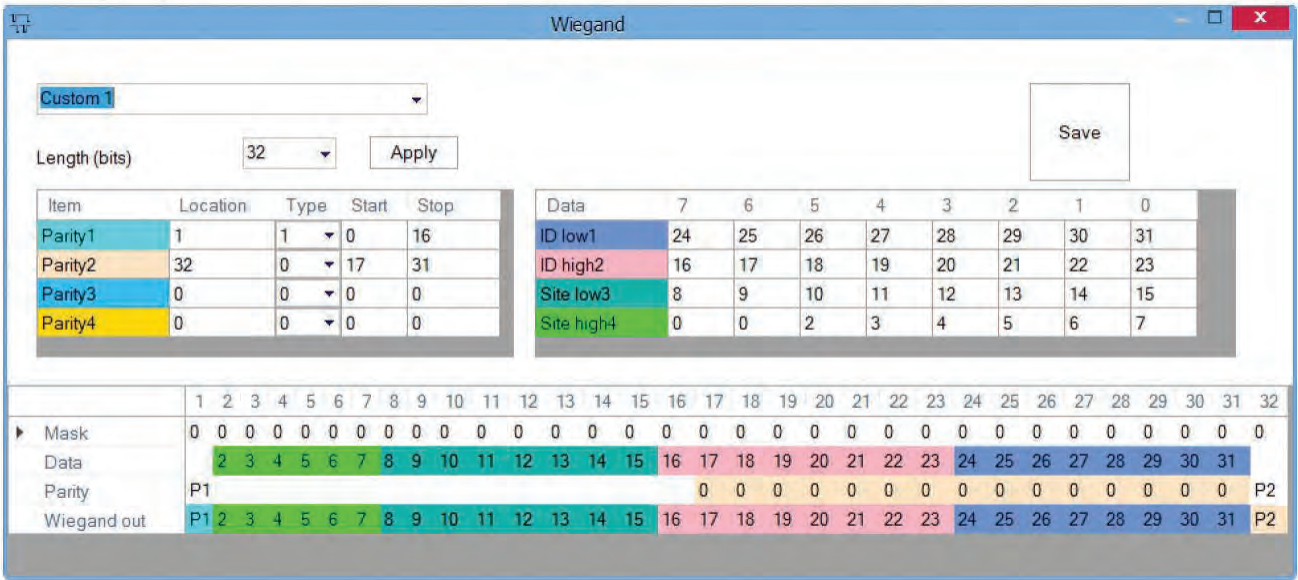 Wiegand
Custom 1
Save
Length (bits) 32 Apply
Item Location Type Start Stop
Parity1 1 1 0 16
Parity2 32 0 17 31
Parity3 0 0 0 0
Parity4 0 0 0 0
Data 7 6 5 4 3 2 1 0
ID low1 24 25 26 27 28 29 30 31
ID high2 16 17 18 19 20 21 22 23
Site low3 8 9 10 11 12 13 14 15
Site high4 0 0 2 3 4 5 6 7
1 2 3 4 5 6 7 8 9 10 11 12 13 14 15 16 17 18 19 20 21 22 23 24 25 26 27 28 29 30 31 32
Mask 0 0 0 0 0 0 0 0 0 0 0 0 0 0 0 0 0 0 0 0 0 0 0 0 0 0 0 0 0 0 0 0
Data 2 3 4 5 6 7 8 9 10 11 12 13 14 15 16 17 18 19 20 21 22 23 24 25 26 27 28 29 30 31
Parity P1 0 0 0 0 0 0 0 0 0 0 0 0 0 0 0 P2
Wiegand out P1 2 3 4 5 6 7 8 9 10 11 12 13 14 15 16 17 18 19 20 21 22 23 24 25 26 27 28 29 30 31 P2